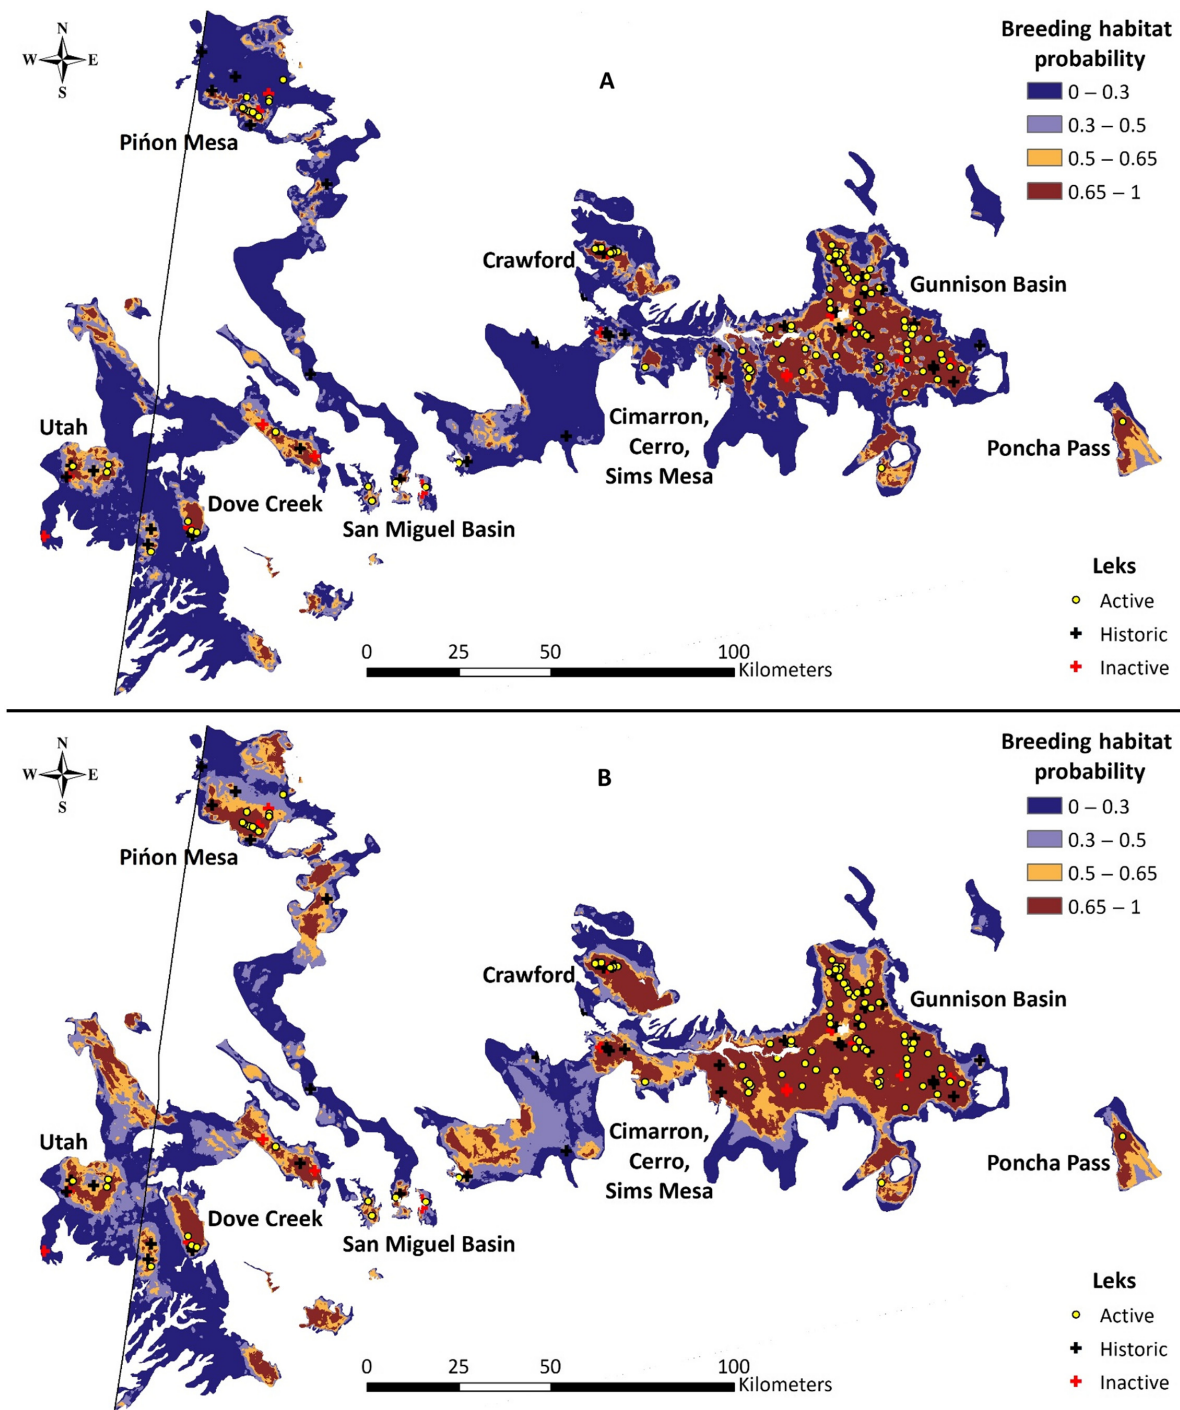 N
W E
S
A
Breeding habitat
probability
0 – 0.3
0.3 – 0.5
0.5 – 0.65
0.65 – 1
Pińon Mesa
Crawford
Gunnison Basin
Utah
Cimarron,
Cerro,
Sims Mesa
Poncha Pass
Dove Creek
San Miguel Basin
Leks
Active
Historic
Inactive
0 25 50 100
Kilometers
N
W E
S
B
Breeding habitat
probability
0 – 0.3
0.3 – 0.5
0.5 – 0.65
0.65 – 1
Pińon Mesa
Crawford
Gunnison Basin
Utah
Cimarron,
Cerro,
Sims Mesa
Poncha Pass
Dove Creek
San Miguel Basin
Leks
Active
Historic
Inactive
0 25 50 100
Kilometers